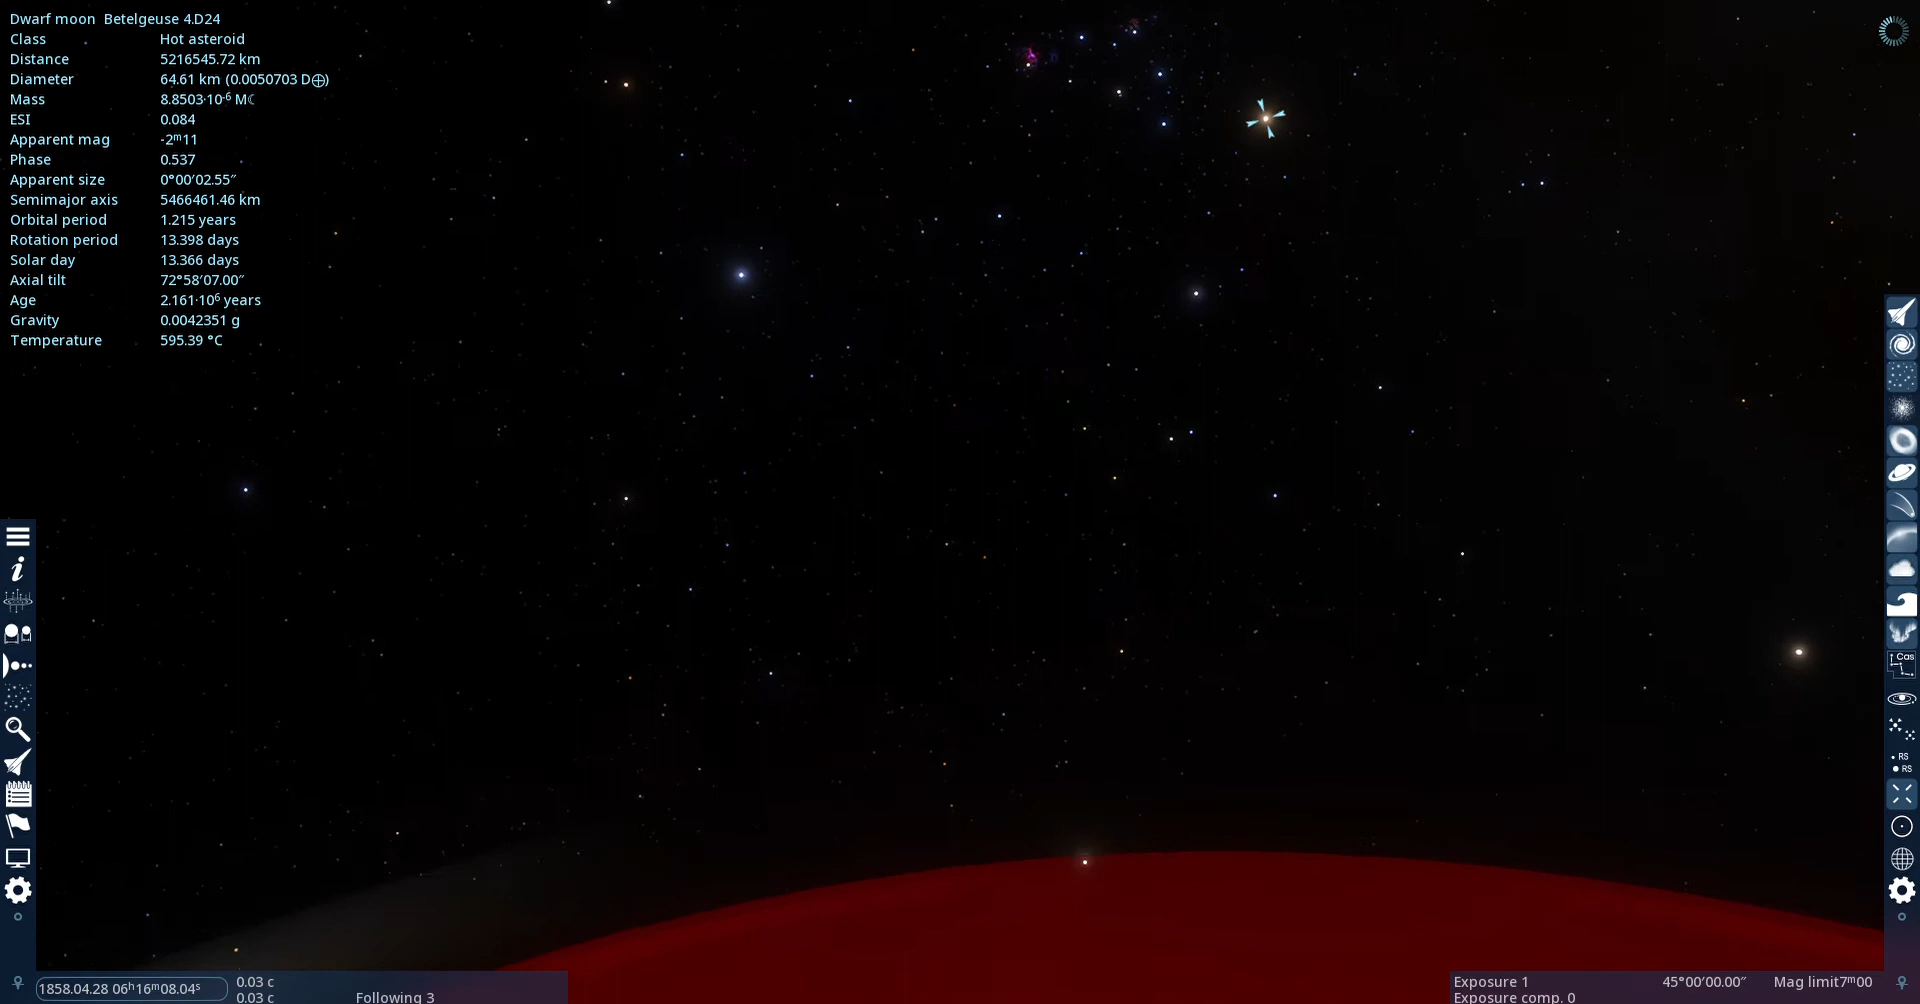 Dwarf moon Betelgeuse 4.D24
Class Hot asteroid
Distance 5216545.72 km
Diameter 64.61 km (0.0050703 D⊕)
Mass 8.8503·10⁻⁶ M☾
ESI 0.084
Apparent mag -2ᵐ11
Phase 0.537
Apparent size 0°00′02.55″
Semimajor axis 5466461.46 km
Orbital period 1.215 years
Rotation period 13.398 days
Solar day 13.366 days
Axial tilt 72°58′07.00″
Age 2.161·10⁶ years
Gravity 0.0042351 g
Temperature 595.39 °C
Cas
RS
RS
1858.04.28 06ʰ16ᵐ08.04ˢ
0.03 c
0.03 c Following 3
Exposure 1 45°00′00.00″ Mag limit7ᵐ00
Exposure comp. 0